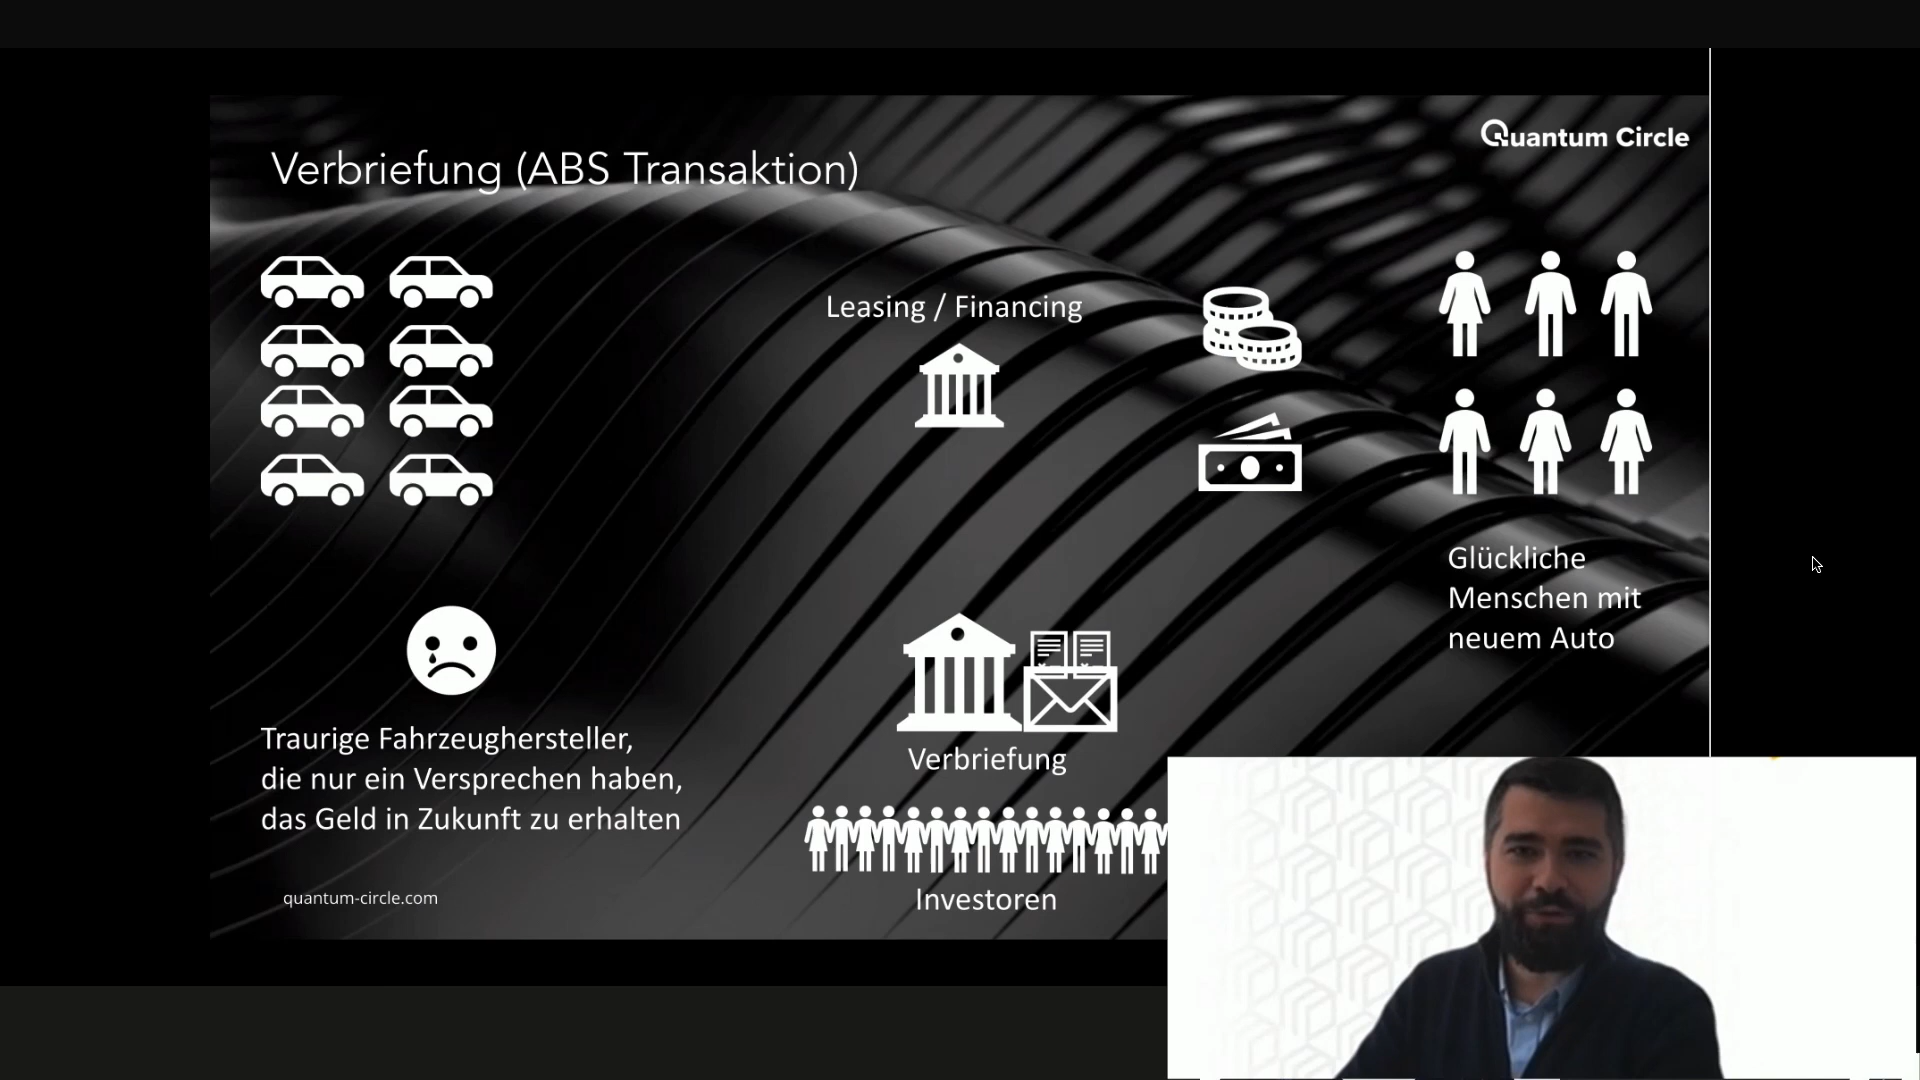 Quantum Circle
Verbriefung (ABS Transaktion)
Leasing / Financing
Glückliche
Menschen mit
neuem Auto
Traurige Fahrzeughersteller,
die nur ein Versprechen haben,
das Geld in Zukunft zu erhalten
Verbriefung
Investoren
quantum-circle.com